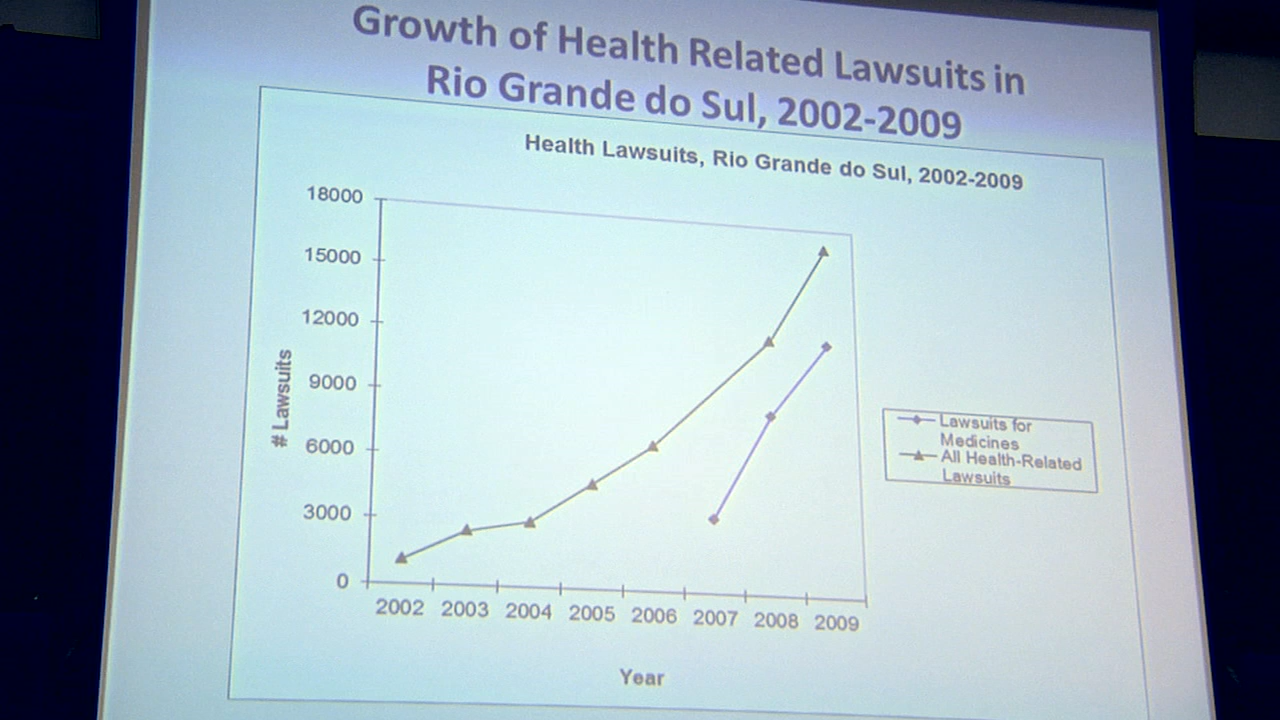 Growth of Health Related Lawsuits in
Rio Grande do Sul, 2002-2009
Health Lawsuits, Rio Grande do Sul, 2002-2009
18000
15000
12000
9000
6000
3000
0
# Lawsuits
2002 2003 2004 2005 2006 2007 2008 2009
Year
Lawsuits for
Medicines
All Health-Related
Lawsuits